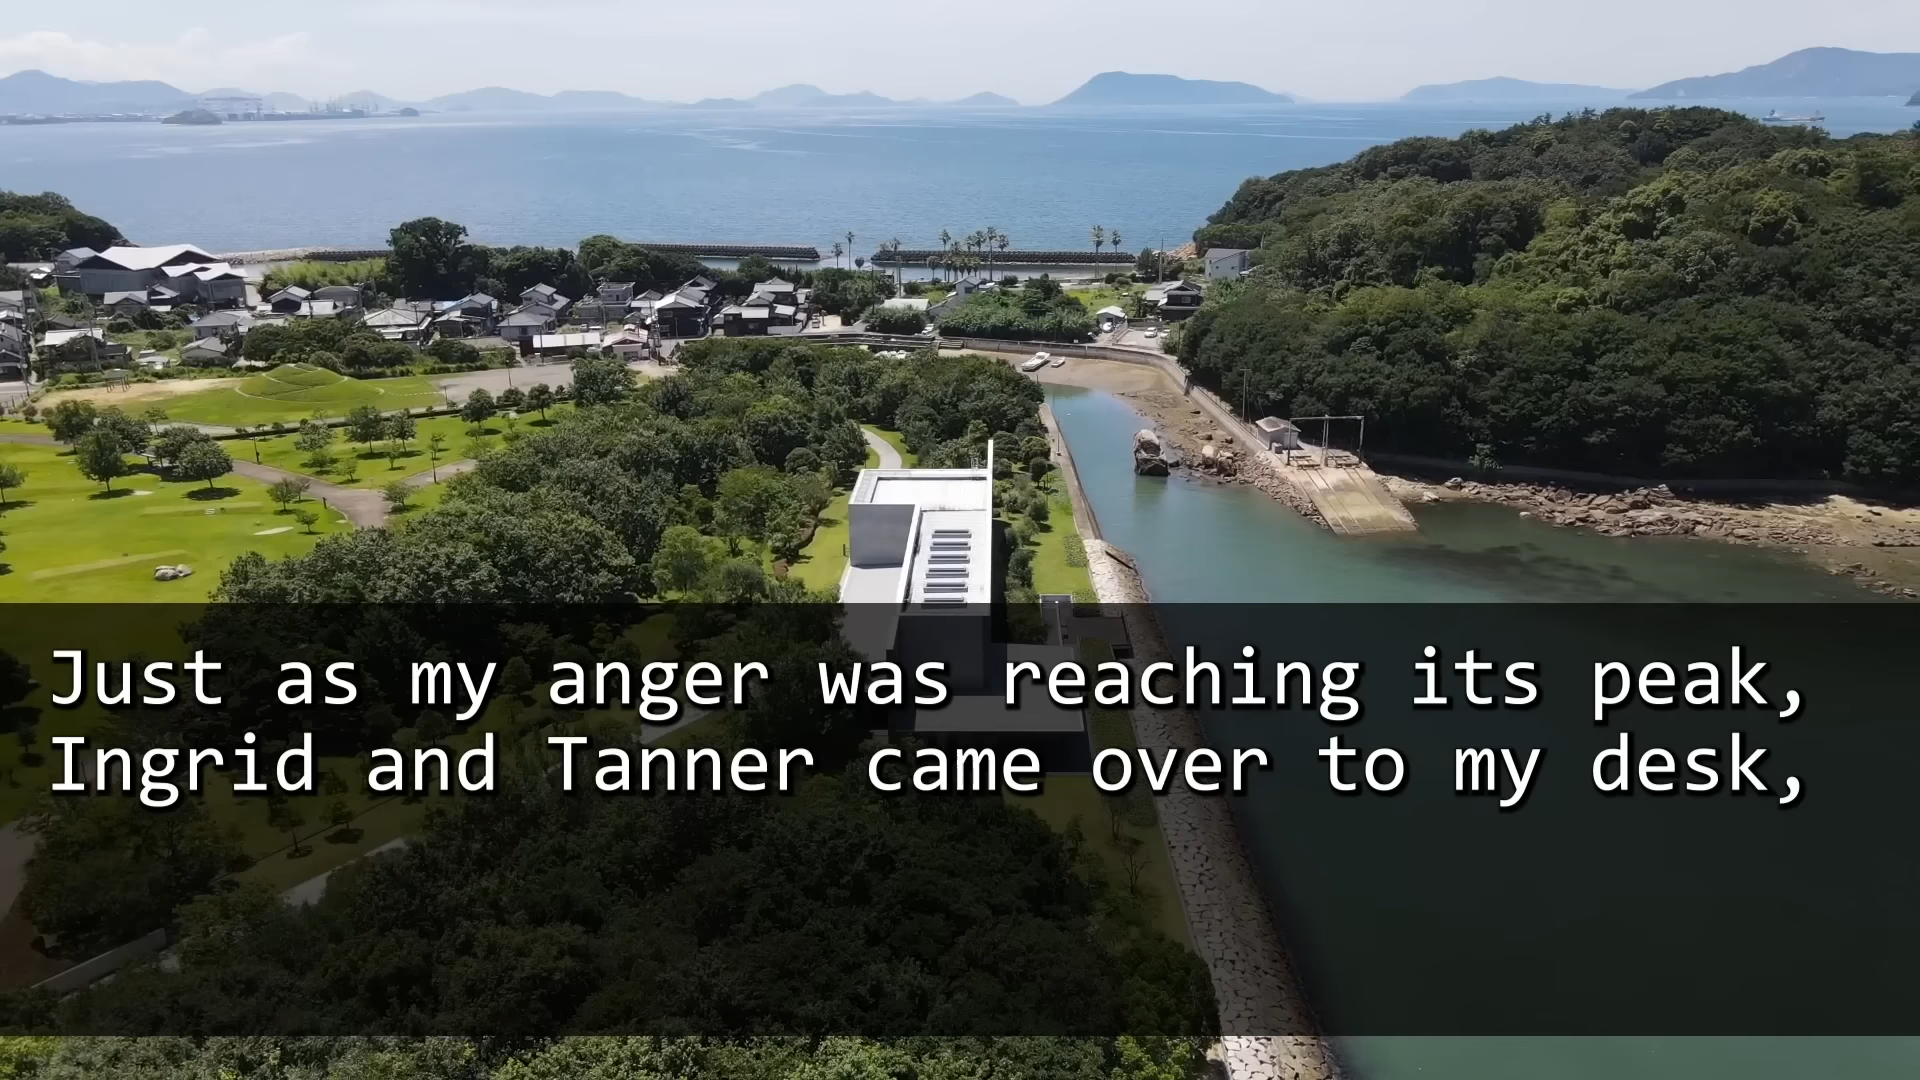 Just as my anger was reaching its peak,
Ingrid and Tanner came over to my desk,